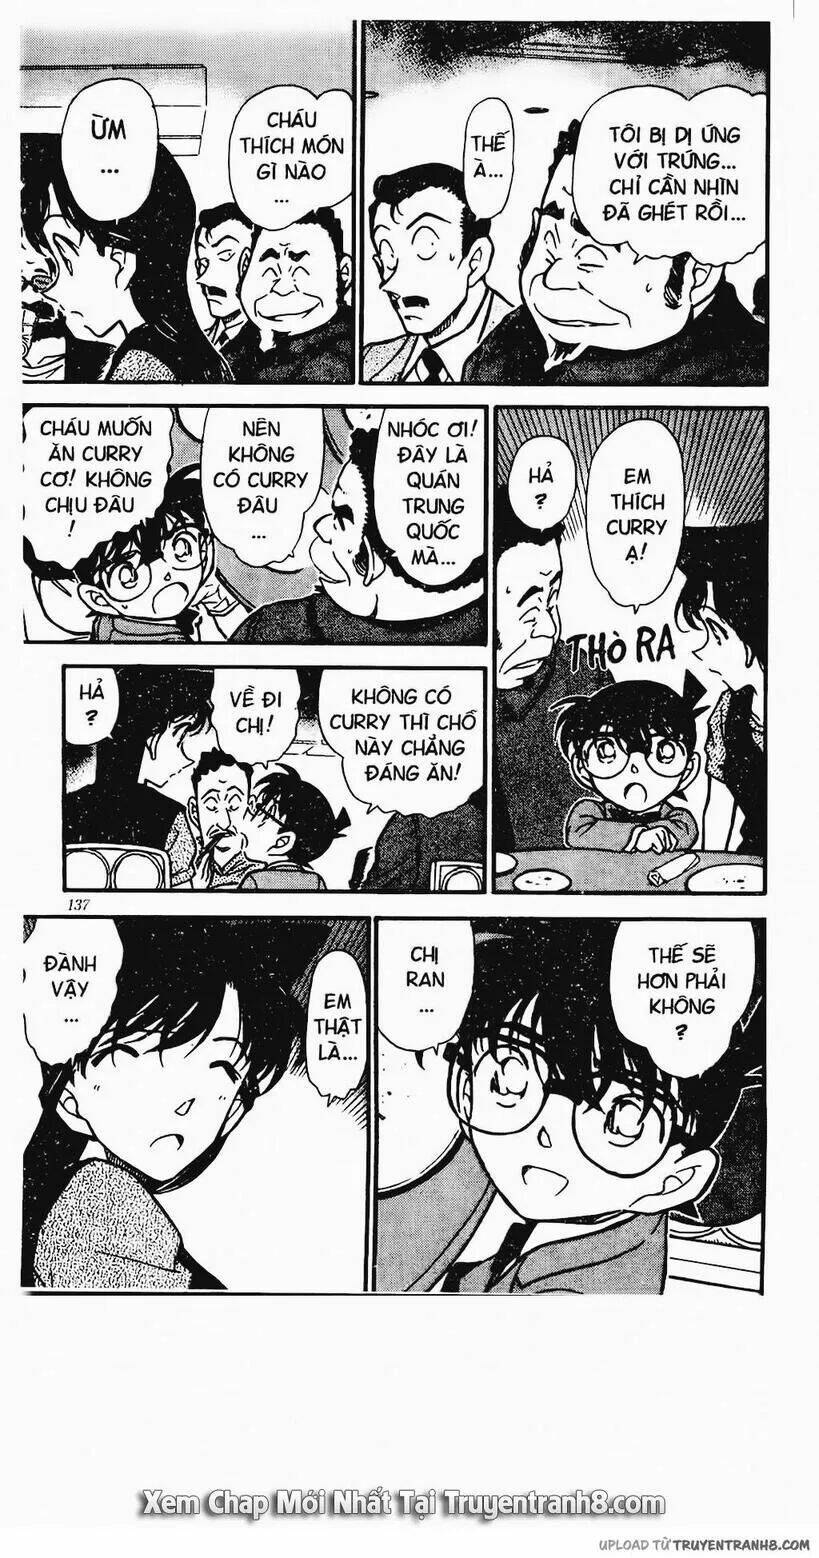 TÔI BỊ DỊ ỨNG
VỚI TRỨNG...
CHỈ CẦN NHÌN
ĐÃ GHÉT RỒI...
THẾ
À...
CHÁU
THÍCH MÓN
GÌ NÀO
...
ỪM
...
EM
THÍCH
CURRY
Ạ!
HẢ
?
THÒ RA
NHÓC ƠI!
ĐÂY LÀ
QUÁN
TRUNG
QUỐC
MÀ...
NÊN
KHÔNG
CÓ CURRY
ĐÂU
...
CHÁU MUỐN
ĂN CURRY
CƠ! KHÔNG
CHỊU ĐÂU
!
KHÔNG CÓ
CURRY THÌ CHỖ
NÀY CHẲNG
ĐÁNG ĂN!
VỀ ĐI
CHỊ!
HẢ
?
137
THẾ SẼ
HƠN PHẢI
KHÔNG
?
CHỊ
RAN
...
EM
THẬT
LÀ...
ĐÀNH
VẬY
...
Xem Chap Mới Nhất Tại Truyentranh8.com
UPLOAD TỪ TRUYENTRANH8.COM